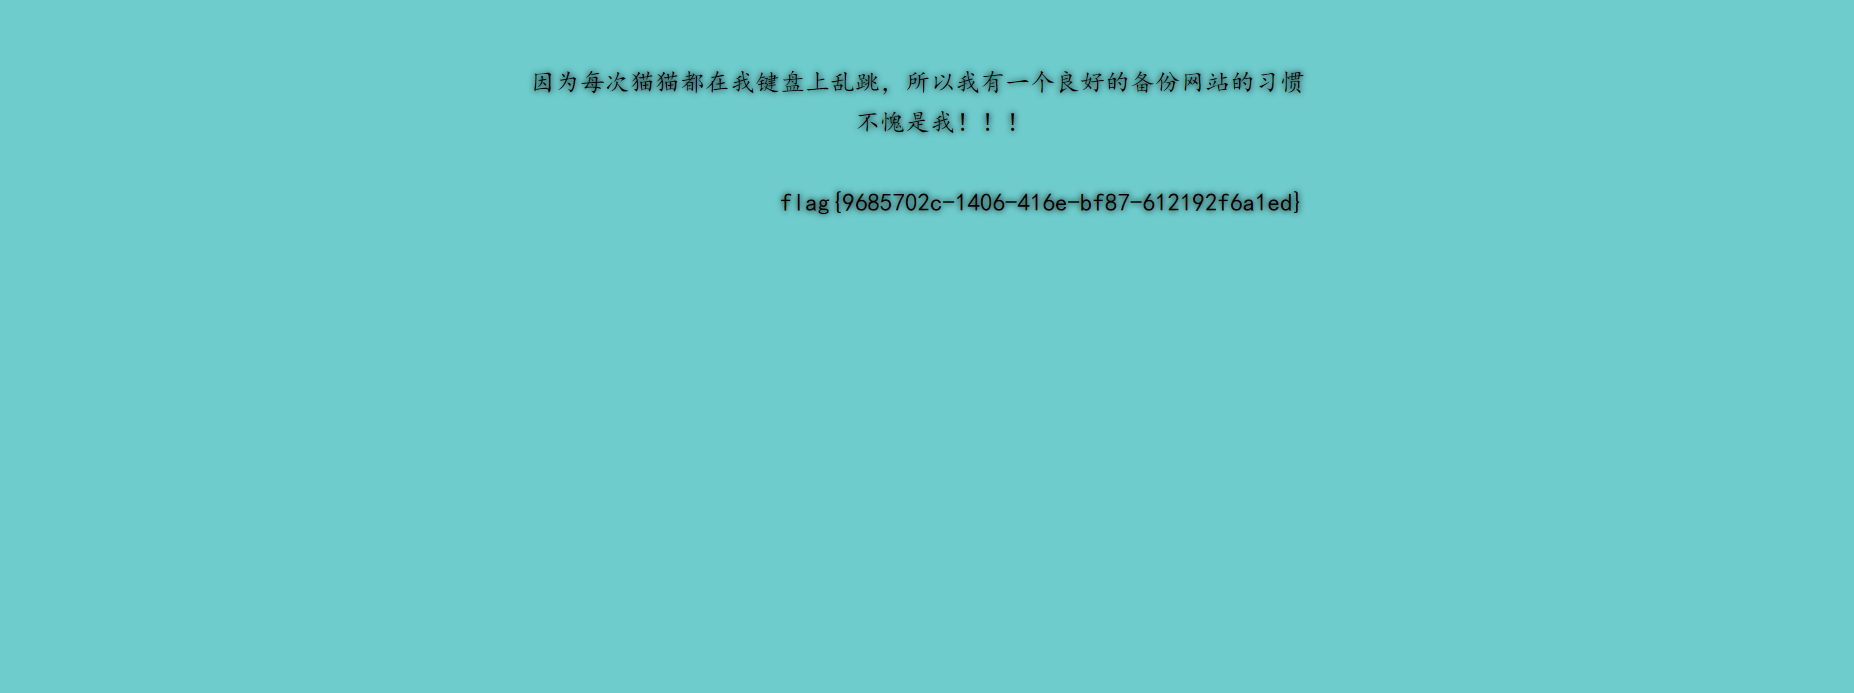 因为每次猫猫都在我键盘上乱跳，所以我有一个良好的备份网站的习惯
不愧是我！！！
flag{9685702c-1406-416e-bf87-612192f6a1ed}